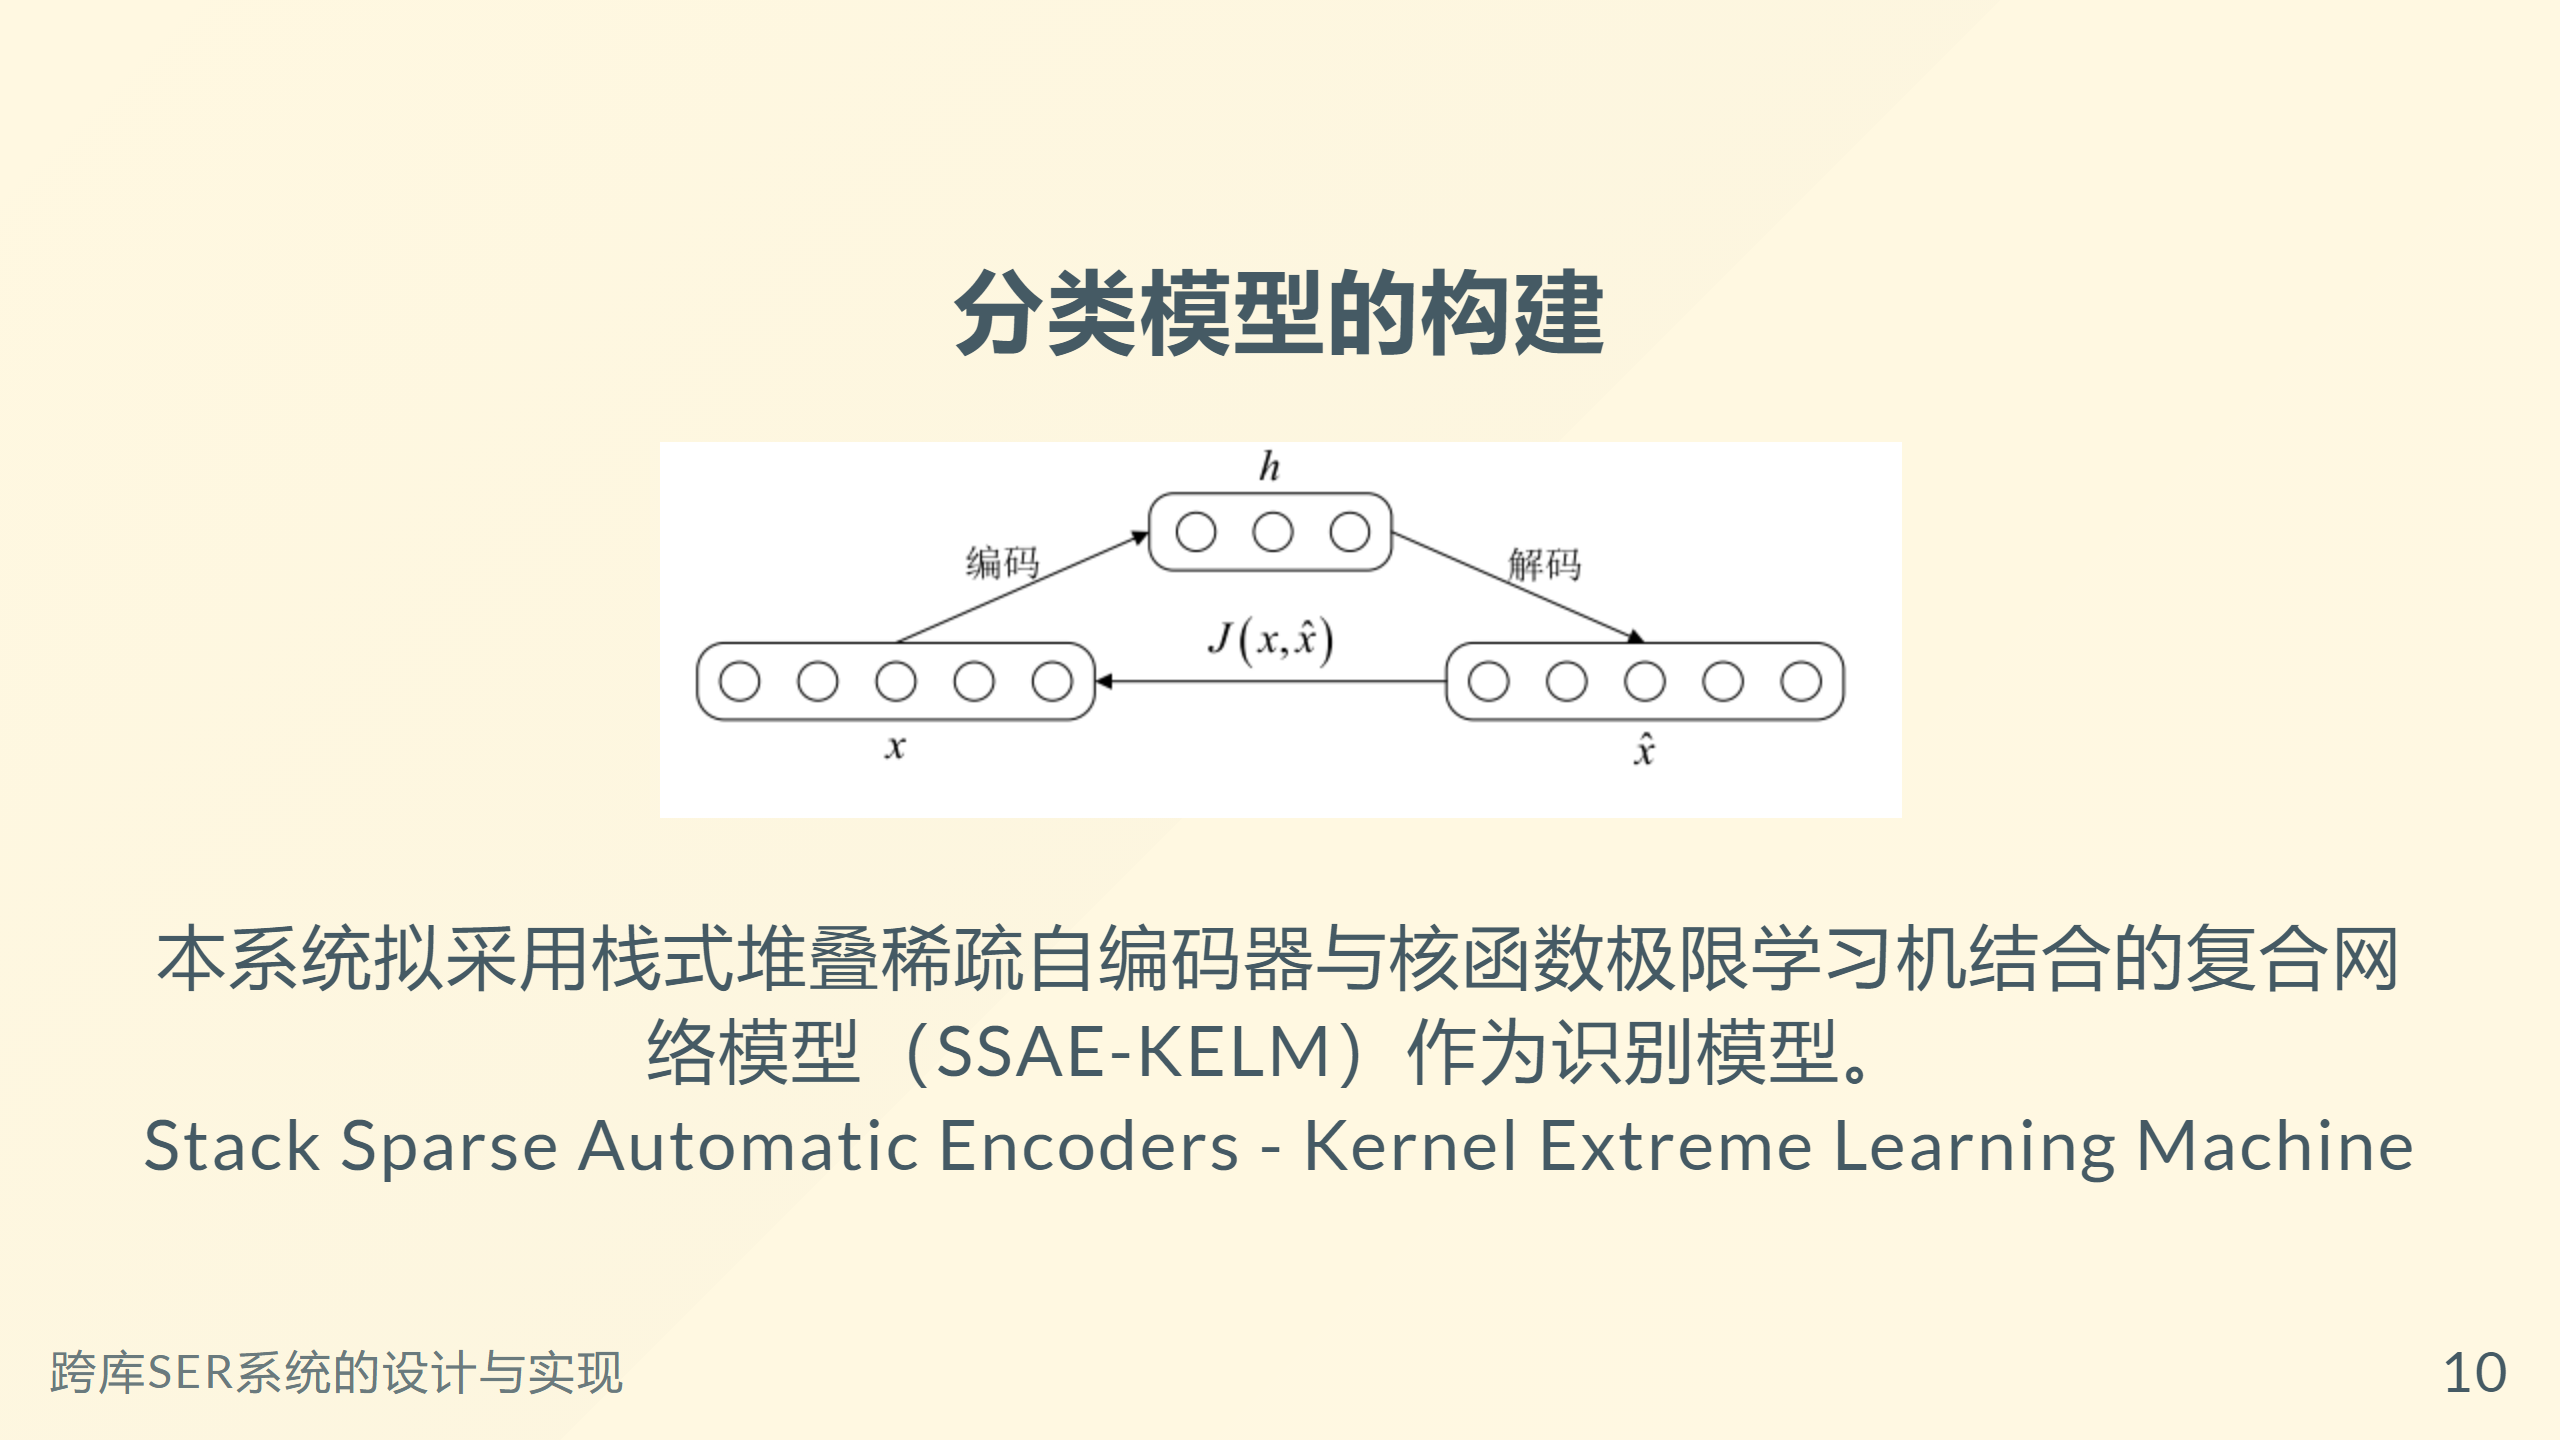 分类模型的构建
h
编码
解码
J(x,x̂)
x
x̂
本系统拟采用栈式堆叠稀疏自编码器与核函数极限学习机结合的复合网
络模型（SSAE-KELM）作为识别模型。
Stack Sparse Automatic Encoders - Kernel Extreme Learning Machine
跨库SER系统的设计与实现
10